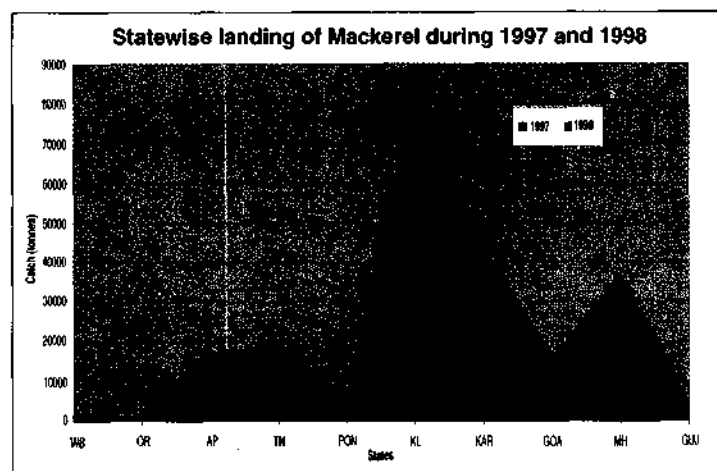 Statewise landing of Mackerel during 1997 and 1998
90000
80000
70000
60000
50000
40000
30000
20000
10000
0
Catch (tonnes)
1997 1998
WB OR AP TN PON KL KAR GOA MH GUJ
States